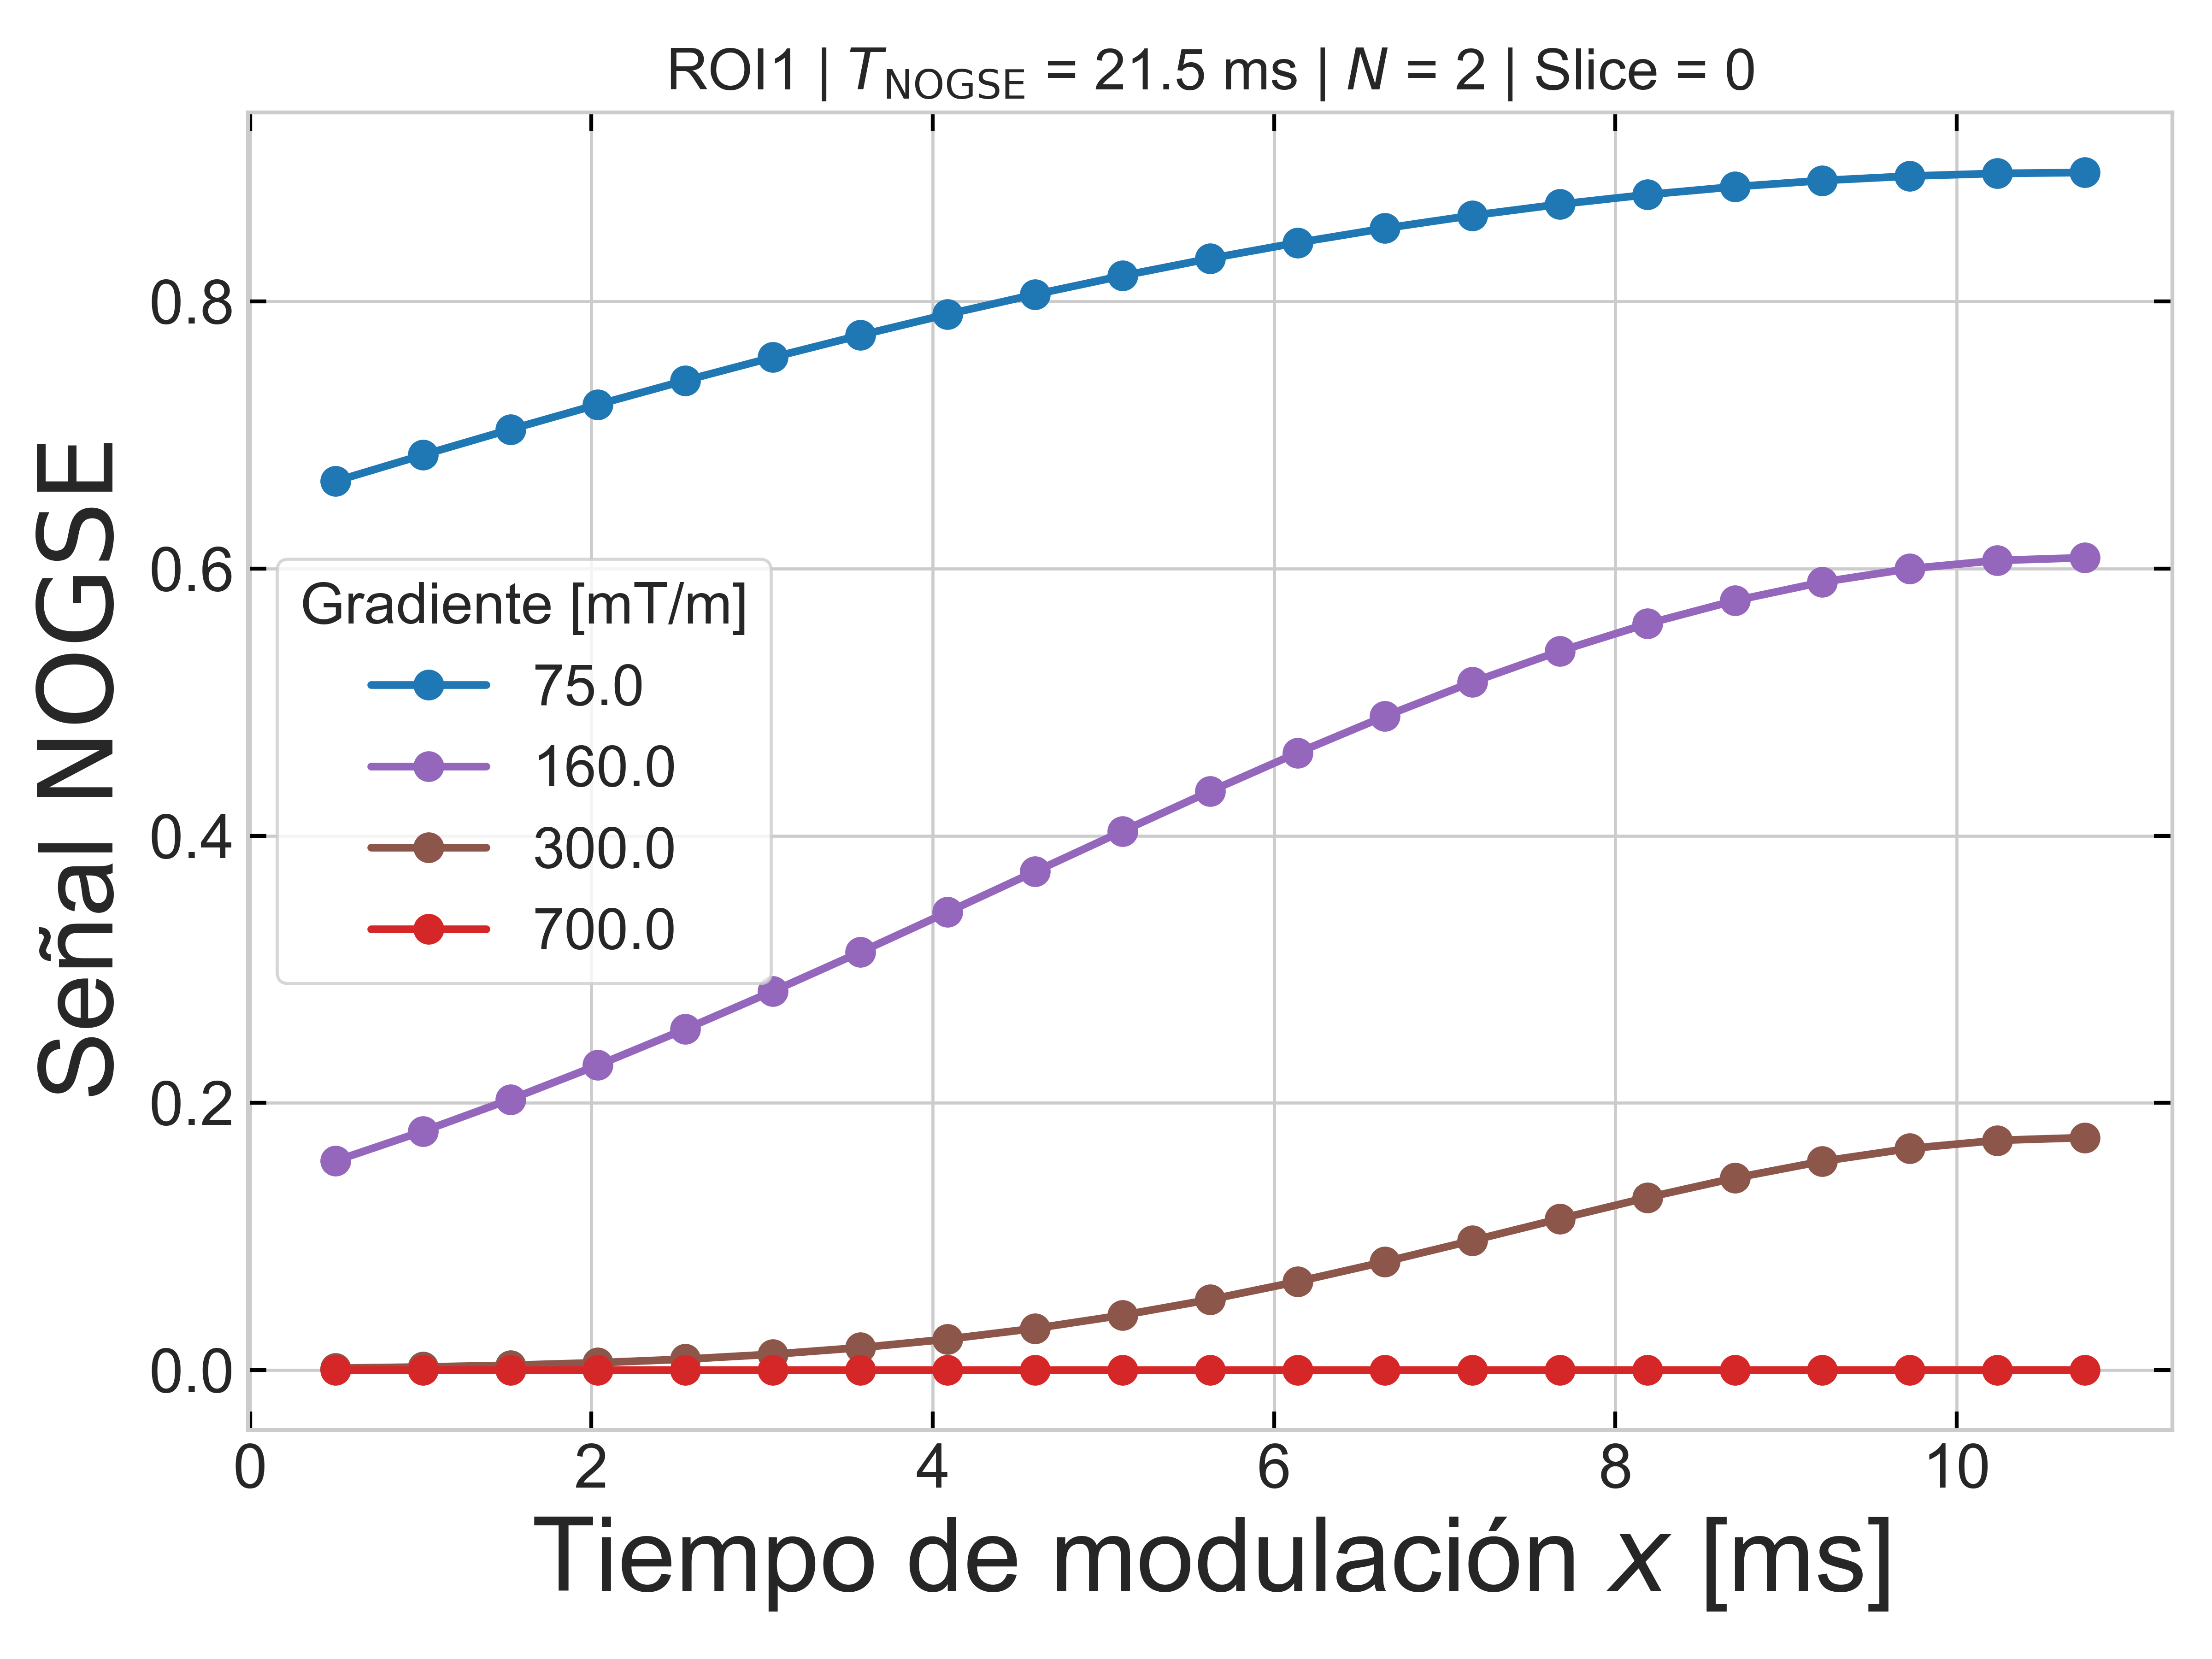 ROI1 | T_NOGSE = 21.5 ms | N = 2 | Slice = 0
Señal NOGSE
0.8
0.6
0.4
0.2
0.0
Gradiente [mT/m]
75.0
160.0
300.0
700.0
0 2 4 6 8 10
Tiempo de modulación x [ms]